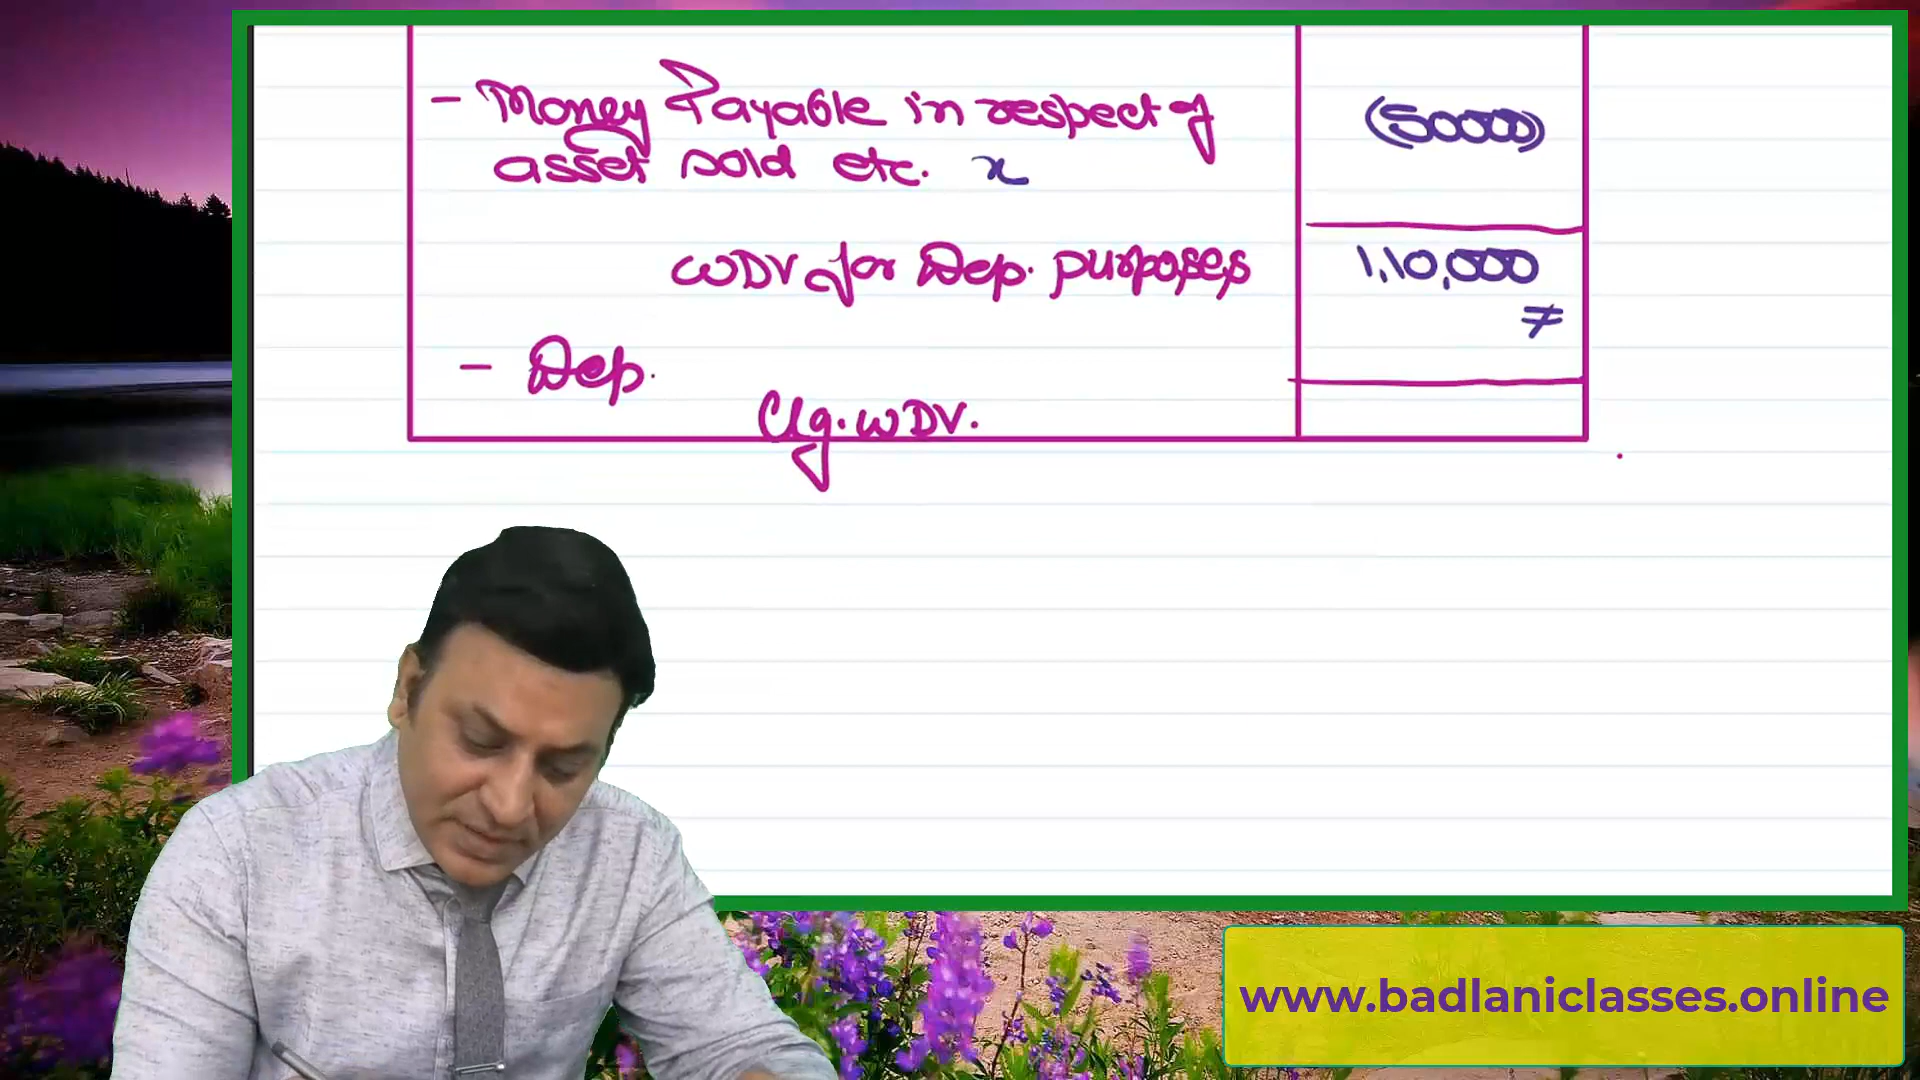 - Money Payable in respect of (50000)
asset sold etc. x
WDV for Dep. purposes 1,10,000
- Dep.
Clg. WDV.
www.badlaniclasses.online